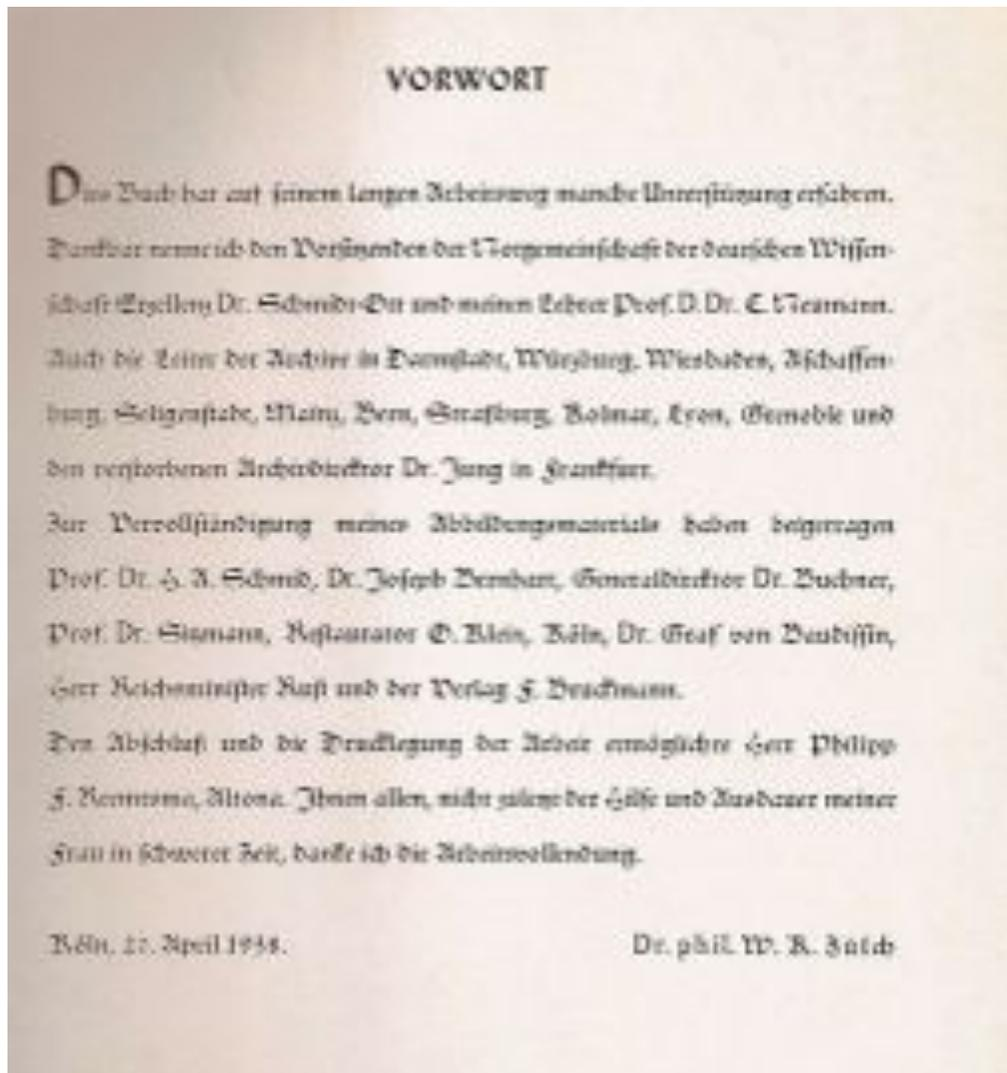 VORWORT
Dies Buch hat auf seinem langen Arbeitsweg manche Unterstützung erfahren.
Dankbar nenne ich den Vorsitzenden der Notgemeinschaft der deutschen Wissen-
schaft Exzellenz Dr. Schmidt-Ott und meinen Lehrer Prof. D. Dr. C. Neumann.
Auch die Leiter der Archive in Darmstadt, Würzburg, Wiesbaden, Aschaffen-
burg, Seligenstadt, Mainz, Bern, Straßburg, Kolmar, Lyon, Grenoble und
den verstorbenen Archivdirektor Dr. Jung in Frankfurt.
Zur Vervollständigung meines Abbildungsmaterials haben beigetragen
Prof. Dr. H. A. Schmid, Dr. Joseph Bernhart, Generaldirektor Dr. Buchner,
Prof. Dr. Restaurator O. Klein, Köln, Dr. Graf von Baudissin,
Herr Reichsminister Rust und der Verlag F. Bruckmann.
Den Abschluß und die Drucklegung der Arbeit ermöglichte Herr Philipp
F. Reemtsma, Altona. Ihnen allen, nicht zuletzt der Hilfe und Ausdauer meiner
Frau in schwerer Zeit, danke ich die Arbeitsvollendung.
Köln, 27. April 1938.
Dr. phil. W. K. Zülch